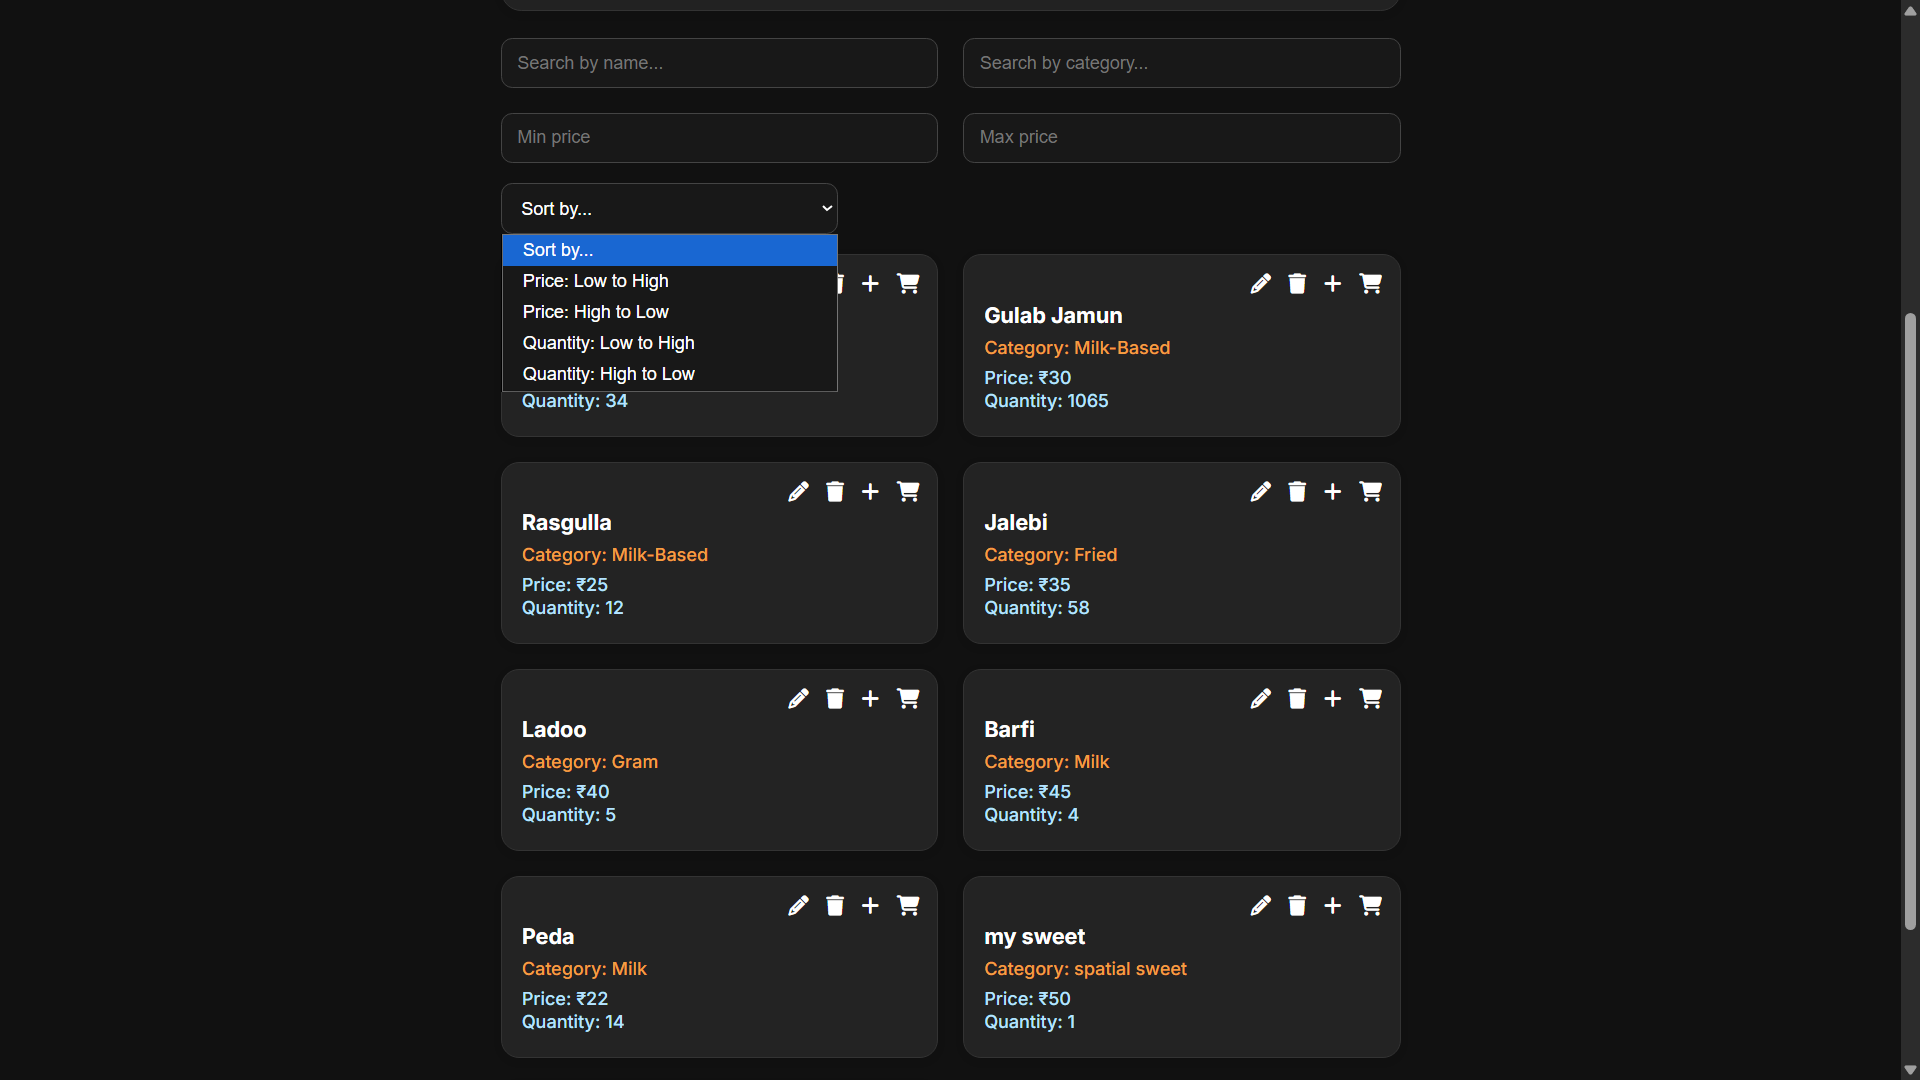 Search by name...
Search by category...
Min price
Max price
Sort by...
Sort by...
Price: Low to High
Price: High to Low
Quantity: Low to High
Quantity: High to Low
Quantity: 34
Gulab Jamun
Category: Milk-Based
Price: ₹30
Quantity: 1065
Rasgulla
Category: Milk-Based
Price: ₹25
Quantity: 12
Jalebi
Category: Fried
Price: ₹35
Quantity: 58
Ladoo
Category: Gram
Price: ₹40
Quantity: 5
Barfi
Category: Milk
Price: ₹45
Quantity: 4
Peda
Category: Milk
Price: ₹22
Quantity: 14
my sweet
Category: spatial sweet
Price: ₹50
Quantity: 1